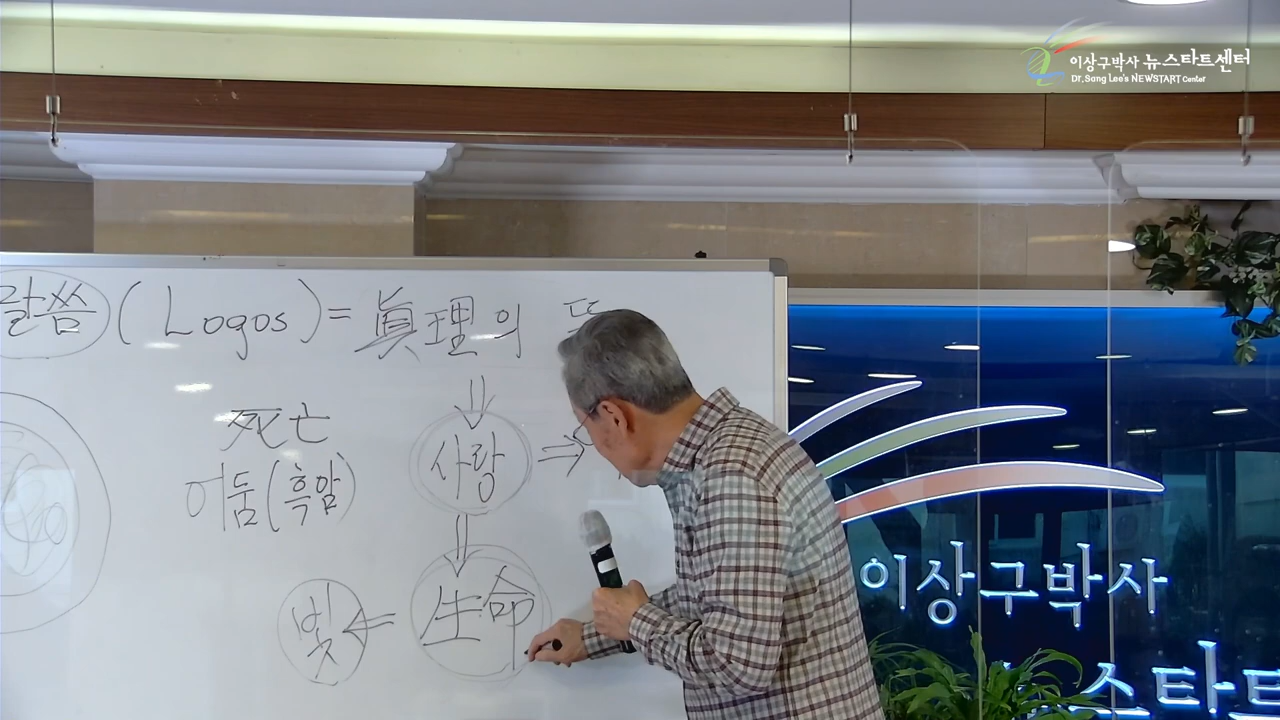 이상구박사 뉴스타트센터
Dr. Sang Lee's NEWSTART Center
말씀 (Logos) = 眞理의 뜻
死亡
어둠(흑암)
사랑 ⇒
빛 ⇐ 生命
이상구박사
스타트